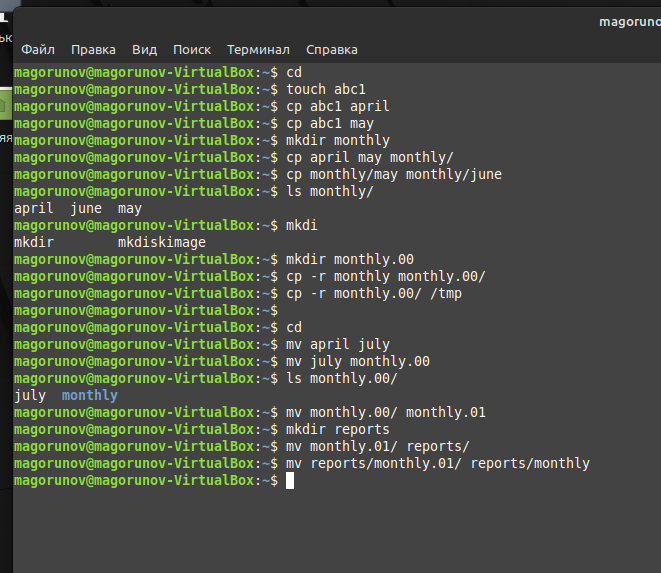 magoruno
Файл Правка Вид Поиск Терминал Справка
magorunov@magorunov-VirtualBox:~$ cd
magorunov@magorunov-VirtualBox:~$ touch abc1
magorunov@magorunov-VirtualBox:~$ cp abc1 april
magorunov@magorunov-VirtualBox:~$ cp abc1 may
magorunov@magorunov-VirtualBox:~$ mkdir monthly
magorunov@magorunov-VirtualBox:~$ cp april may monthly/
magorunov@magorunov-VirtualBox:~$ cp monthly/may monthly/june
magorunov@magorunov-VirtualBox:~$ ls monthly/
april  june  may
magorunov@magorunov-VirtualBox:~$ mkdi
mkdir        mkdiskimage
magorunov@magorunov-VirtualBox:~$ mkdir monthly.00
magorunov@magorunov-VirtualBox:~$ cp -r monthly monthly.00/
magorunov@magorunov-VirtualBox:~$ cp -r monthly.00/ /tmp
magorunov@magorunov-VirtualBox:~$
magorunov@magorunov-VirtualBox:~$ cd
magorunov@magorunov-VirtualBox:~$ mv april july
magorunov@magorunov-VirtualBox:~$ mv july monthly.00
magorunov@magorunov-VirtualBox:~$ ls monthly.00/
july  monthly
magorunov@magorunov-VirtualBox:~$ mv monthly.00/ monthly.01
magorunov@magorunov-VirtualBox:~$ mkdir reports
magorunov@magorunov-VirtualBox:~$ mv monthly.01/ reports/
magorunov@magorunov-VirtualBox:~$ mv reports/monthly.01/ reports/monthly
magorunov@magorunov-VirtualBox:~$